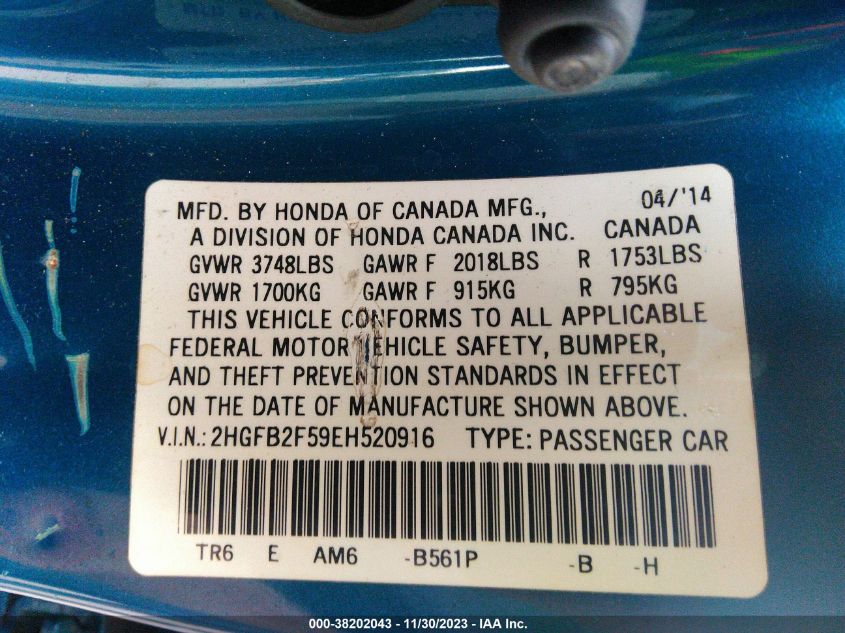 MFD. BY HONDA OF CANADA MFG., 04/'14
A DIVISION OF HONDA CANADA INC. CANADA
GVWR 3748LBS GAWR F 2018LBS R 1753LBS
GVWR 1700KG GAWR F 915KG R 795KG
THIS VEHICLE CONFORMS TO ALL APPLICABLE
FEDERAL MOTOR VEHICLE SAFETY, BUMPER,
AND THEFT PREVENTION STANDARDS IN EFFECT
ON THE DATE OF MANUFACTURE SHOWN ABOVE.
V.I.N.: 2HGFB2F59EH520916 TYPE: PASSENGER CAR
TR6 E AM6 -B561P -B -H
000-38202043 - 11/30/2023 - IAA Inc.